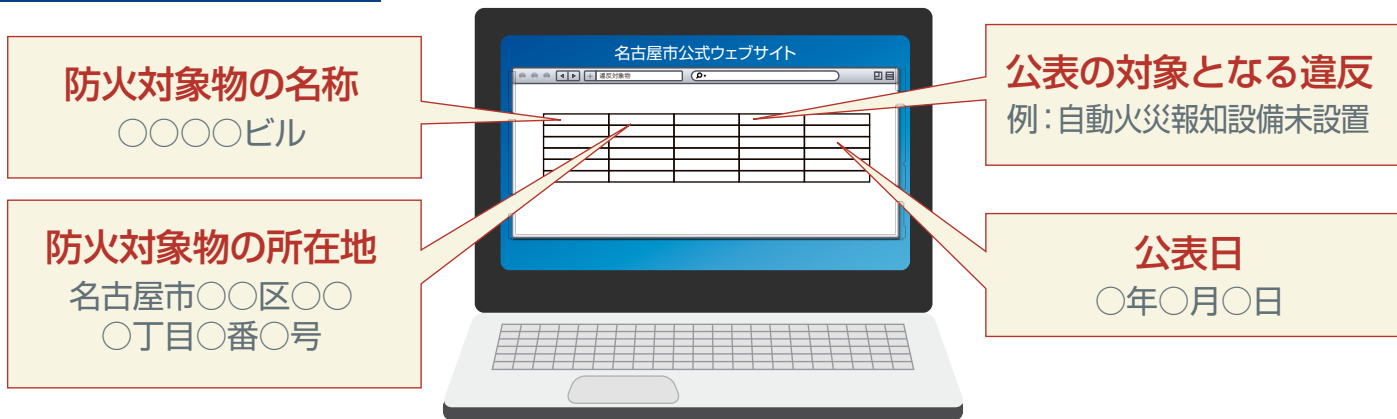 名古屋市公式ウェブサイト
違反対象物
防火対象物の名称
○○○○ビル
防火対象物の所在地
名古屋市○○区○○
○丁目○番○号
公表の対象となる違反
例：自動火災報知設備未設置
公表日
○年○月○日